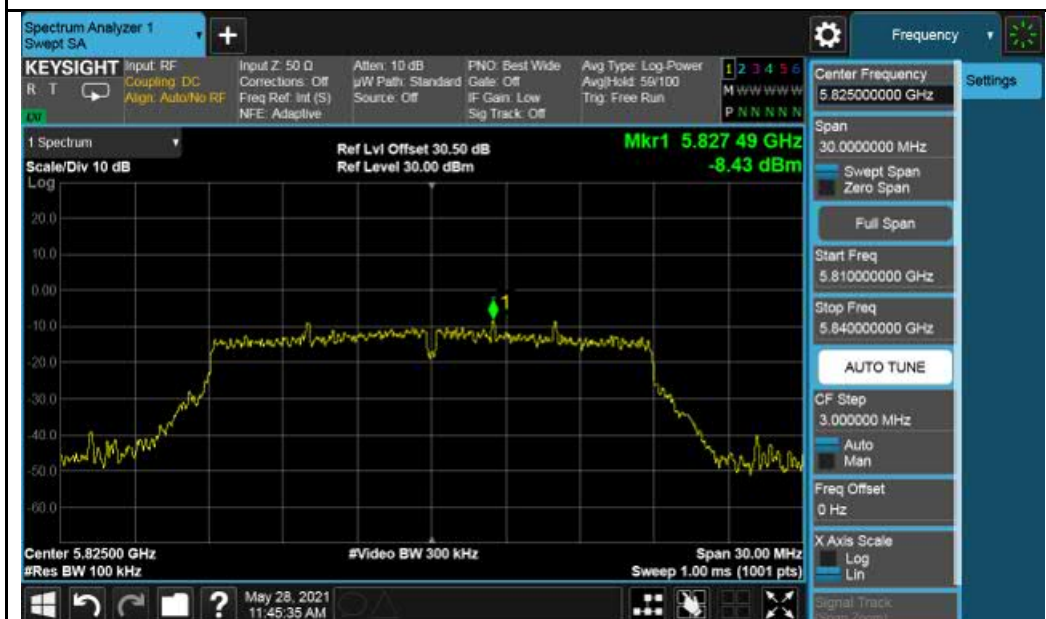 Spectrum Analyzer 1
Swept SA
+
Frequency
KEYSIGHT
R T
Input: RF
Coupling: DC
Align: Auto/No RF
Input Z: 50 Ω
Corrections: Off
Freq Ref: Int (S)
NFE: Adaptive
Atten: 10 dB
µW Path: Standard
Source: Off
PNO: Best Wide
Gate: Off
IF Gain: Low
Sig Track: Off
Avg Type: Log-Power
Avg|Hold: 59/100
Trig: Free Run
1 2 3 4 5 6
M W W W W W
P N N N N N
1 Spectrum
Scale/Div 10 dB
Ref Lvl Offset 30.50 dB
Ref Level 30.00 dBm
Mkr1 5.827 49 GHz
-8.43 dBm
Log
20.0
10.0
0.00
-10.0
-20.0
-30.0
-40.0
-50.0
-60.0
1
Center 5.82500 GHz
#Res BW 100 kHz
#Video BW 300 kHz
Span 30.00 MHz
Sweep 1.00 ms (1001 pts)
Center Frequency
5.825000000 GHz
Settings
Span
30.0000000 MHz
Swept Span
Zero Span
Full Span
Start Freq
5.810000000 GHz
Stop Freq
5.840000000 GHz
AUTO TUNE
CF Step
3.000000 MHz
Auto
Man
Freq Offset
0 Hz
X Axis Scale
Log
Lin
Signal Track
(Span Zoom)
?
May 28, 2021
11:45:35 AM